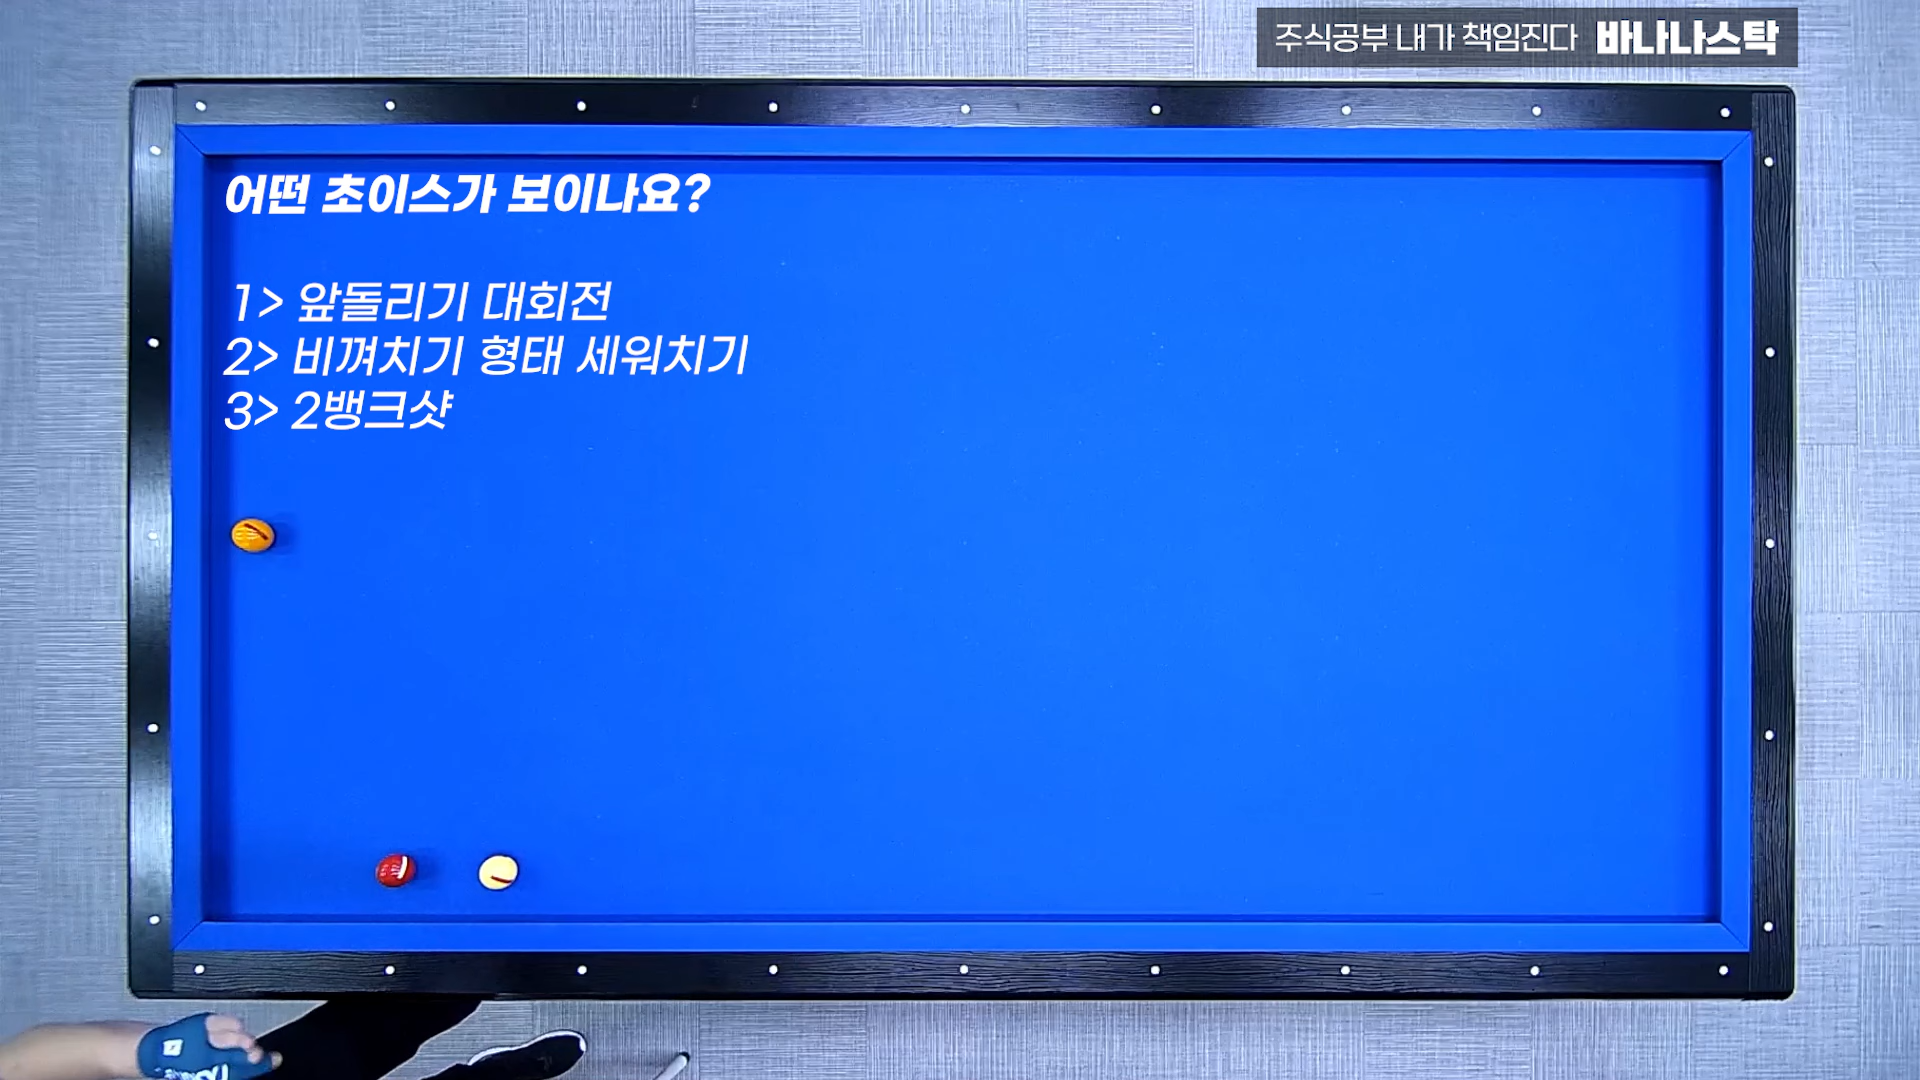 주식공부 내가 책임진다 바나나스탁
어떤 초이스가 보이나요?
1> 앞돌리기 대회전
2> 비껴치기 형태 세워치기
3> 2뱅크샷